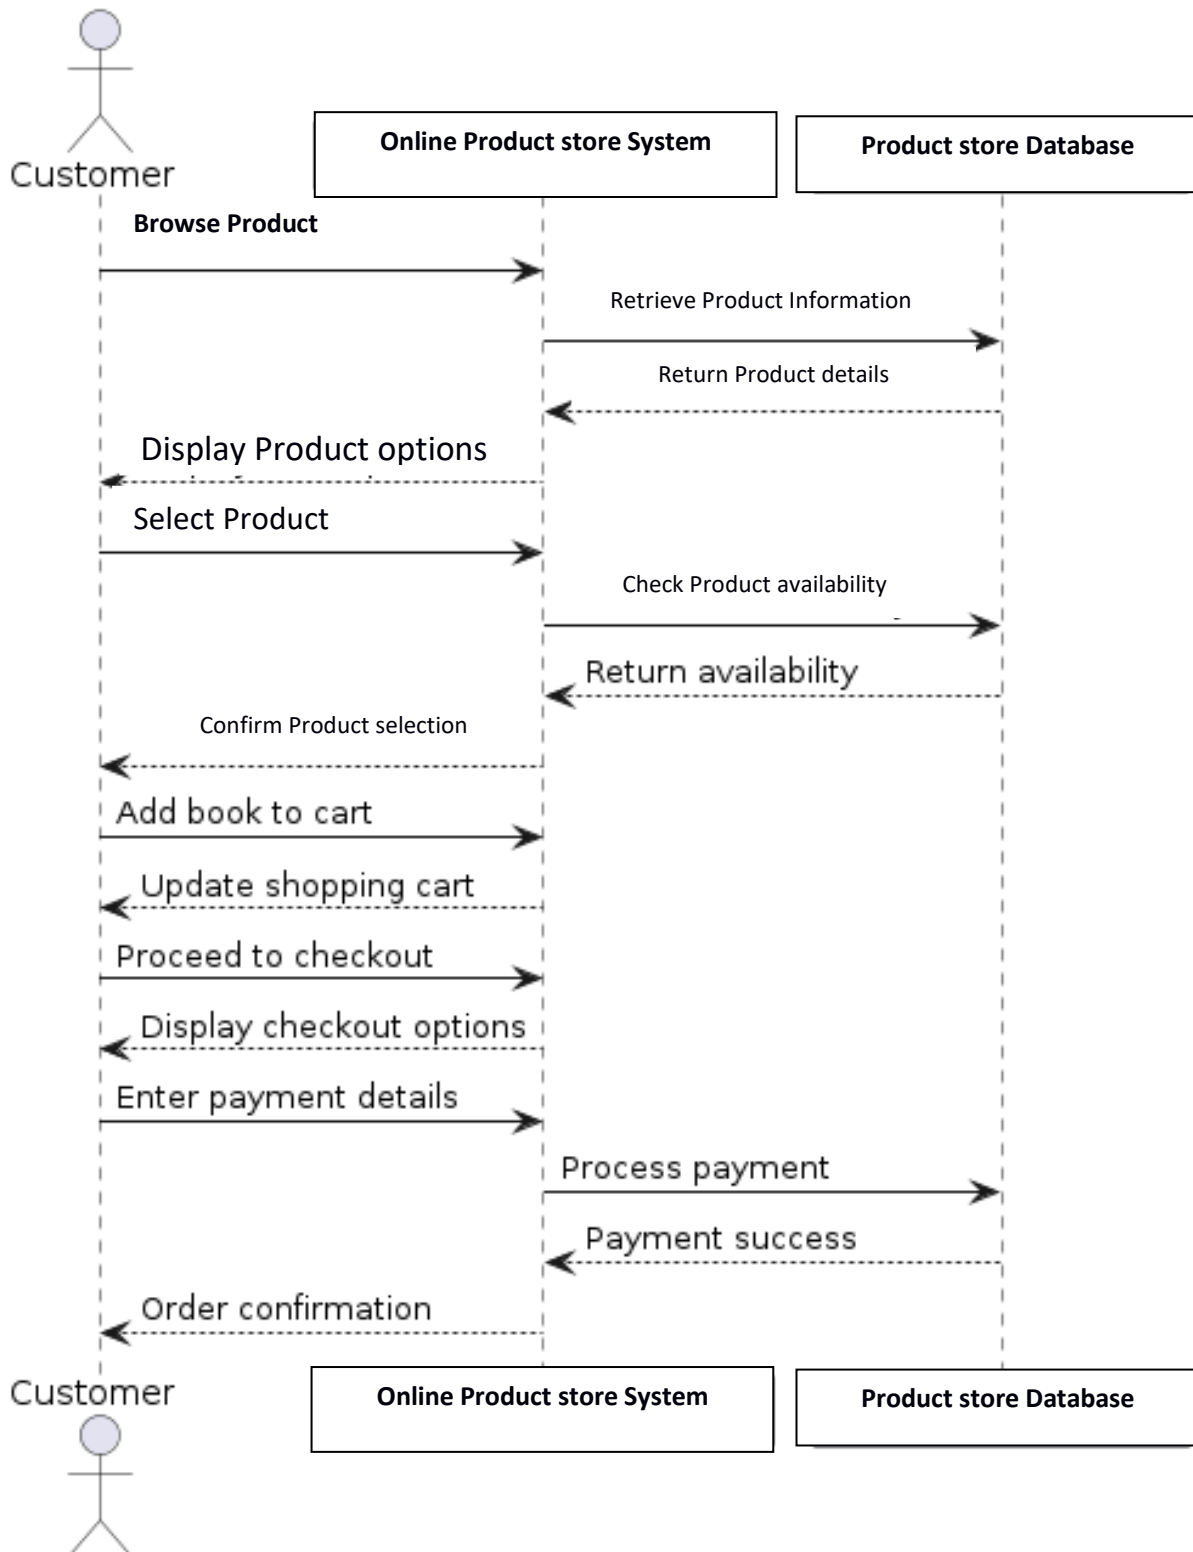 Customer
Online Product store System
Product store Database
Browse Product
Retrieve Product Information
Return Product details
Display Product options
Select Product
Check Product availability
Return availability
Confirm Product selection
Add book to cart
Update shopping cart
Proceed to checkout
Display checkout options
Enter payment details
Process payment
Payment success
Order confirmation
Customer
Online Product store System
Product store Database